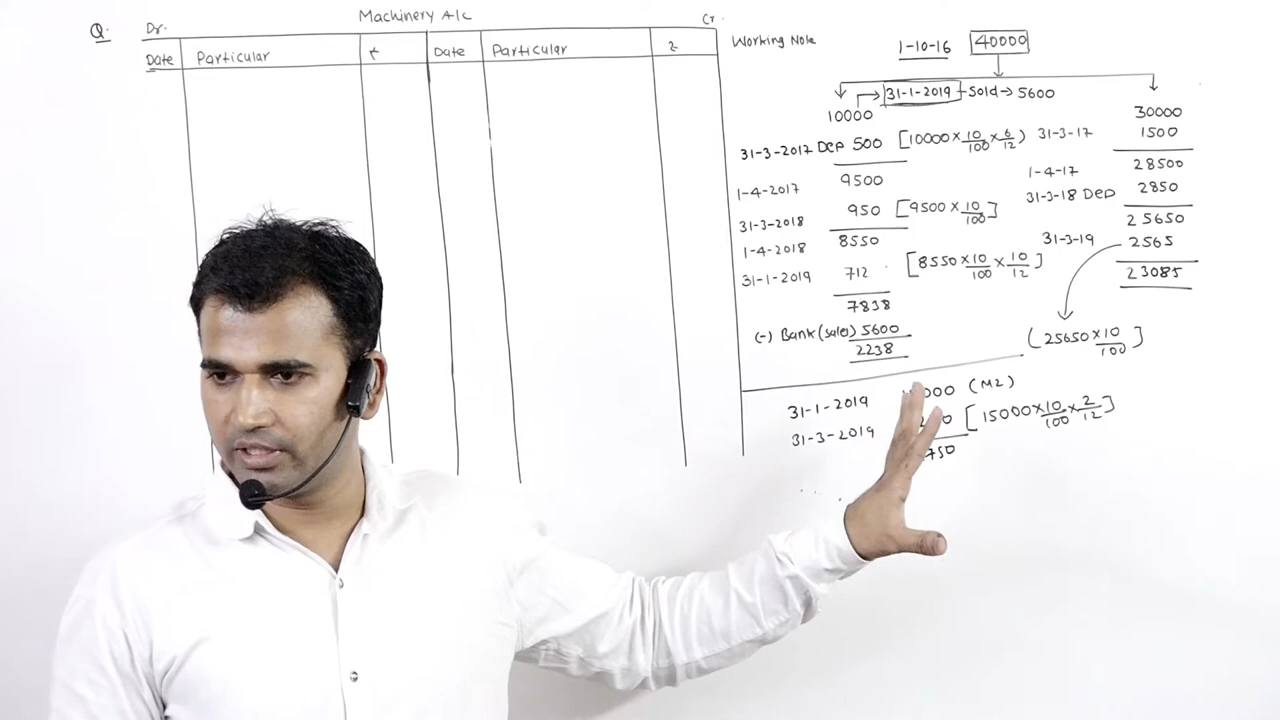 Q. Dr. Machinery A/c Cr.
Date Particular ₹ Date Particular ₹
Working Note
1-10-16 40000
31-1-2019 -Sold→ 5600
10000
31-3-2017 Dep 500 [10000×10/100×6/12)
9500
1-4-2017
31-3-2018 950 [9500×10/100]
1-4-2018 8550
31-1-2019 712 [8550×10/100×10/12]
7838
(-) Bank (sales) 5600
2238
30000
31-3-17 1500
28500
1-4-17
31-3-18 Dep 2850
25650
31-3-19 2565
23085
(25650×10/100]
31-1-2019 (M2)
31-3-2019 [15000×10/100×2/12]